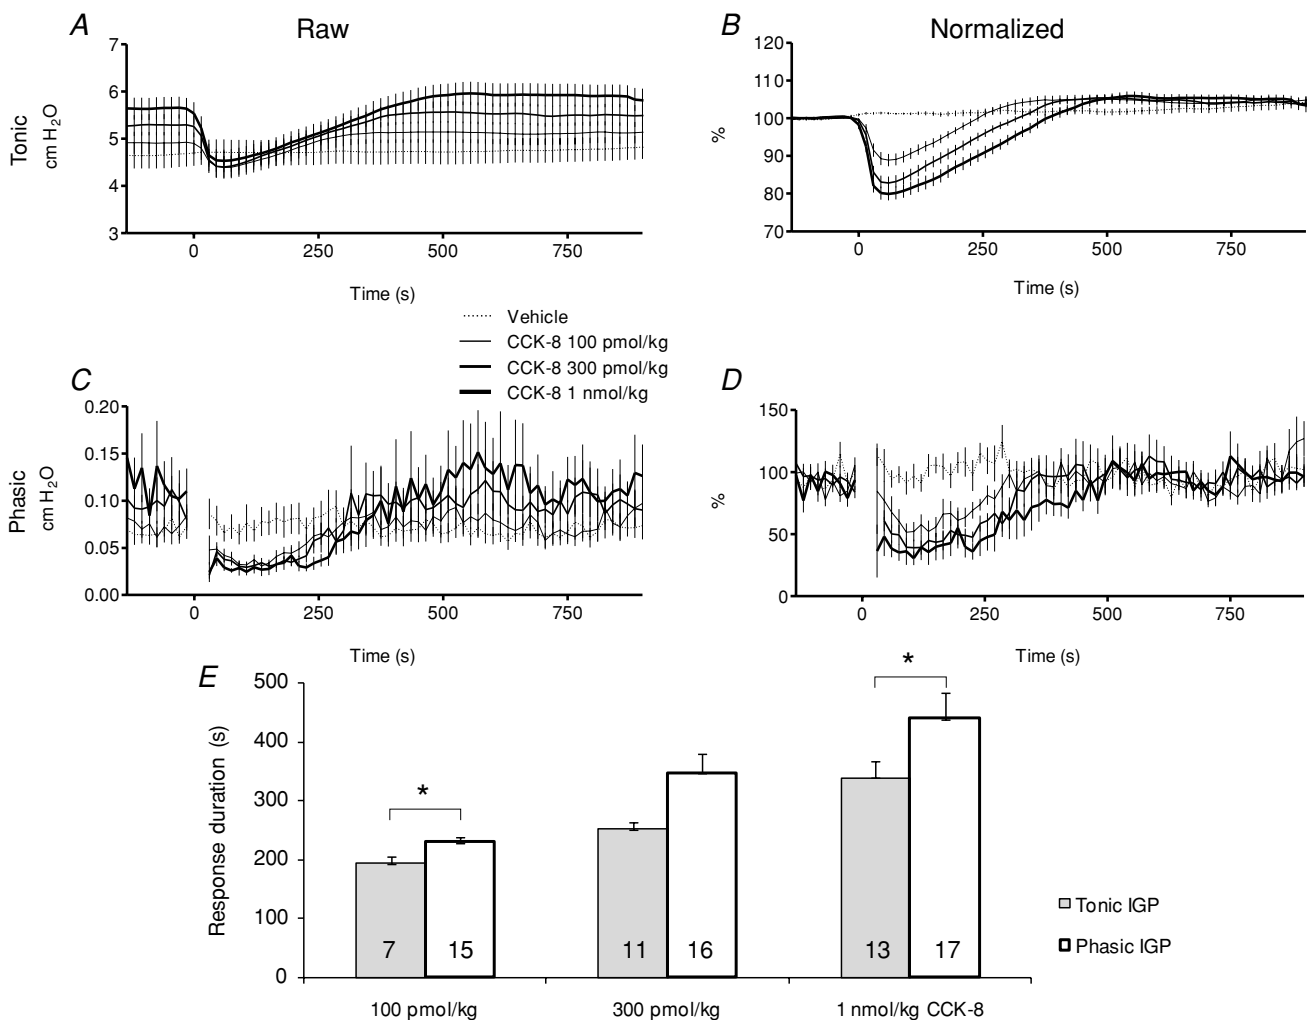 A Raw
B Normalized
7
6
5
4
3
Tonic
cm H2O
0 250 500 750
Time (s)
120
110
100
90
80
70
%
0 250 500 750
Time (s)
Vehicle
CCK-8 100 pmol/kg
CCK-8 300 pmol/kg
CCK-8 1 nmol/kg
C
0.20
0.15
0.10
0.05
0.00
Phasic
cm H2O
0 250 500 750
Time (s)
D
150
100
50
0
%
0 250 500 750
Time (s)
E
500
400
300
200
100
0
Response duration (s)
* *
7 15 11 16 13 17
100 pmol/kg 300 pmol/kg 1 nmol/kg CCK-8
Tonic IGP
Phasic IGP